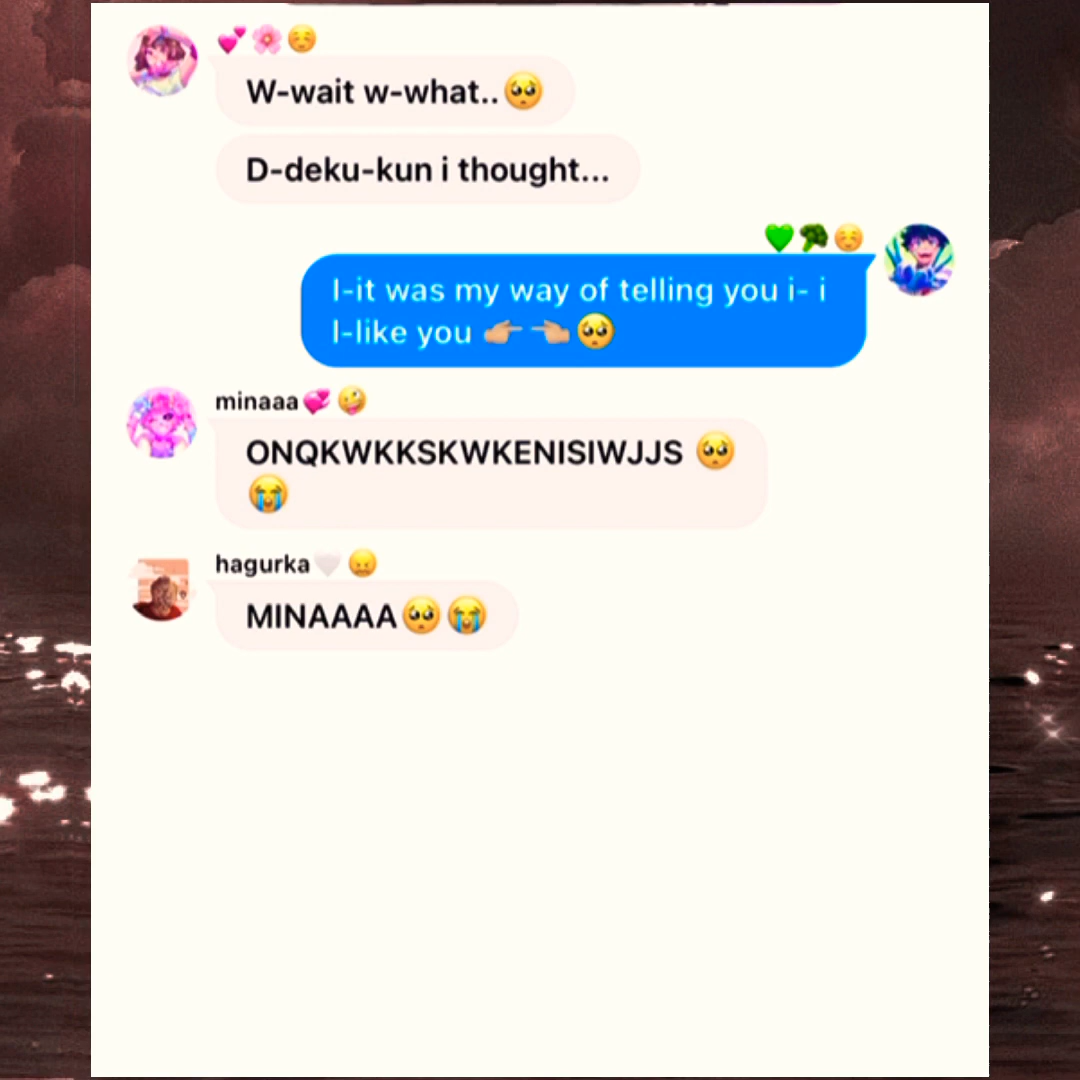 💕🌸☺️
W-wait w-what..🥺
D-deku-kun i thought...
💚🥦☺️
I-it was my way of telling you i- i
l-like you 👉🏼👈🏼🥺
minaaa💞🤪
ONQKWKKSKWKENISIWJJS 🥺
😭
hagurka🤍😠
MINAAAA🥺😭